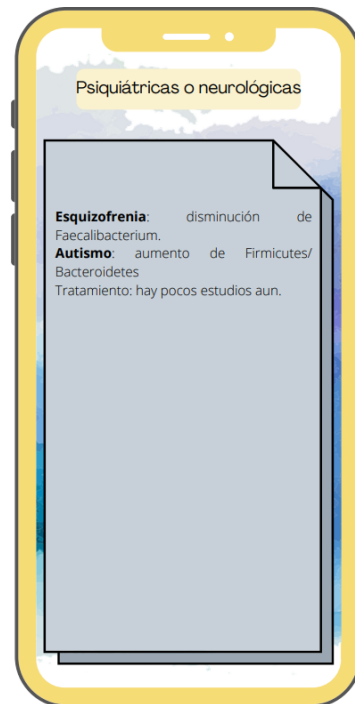 Psiquiátricas o neurológicas
Esquizofrenia: disminución de
Faecalibacterium.
Autismo: aumento de Firmicutes/
Bacteroidetes
Tratamiento: hay pocos estudios aun.